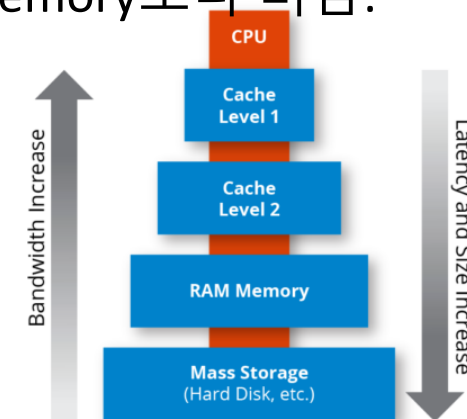 CPU
Cache
Level 1
Cache
Level 2
RAM Memory
Mass Storage
(Hard Disk, etc.)
Bandwidth Increase
Latency and Size Increase